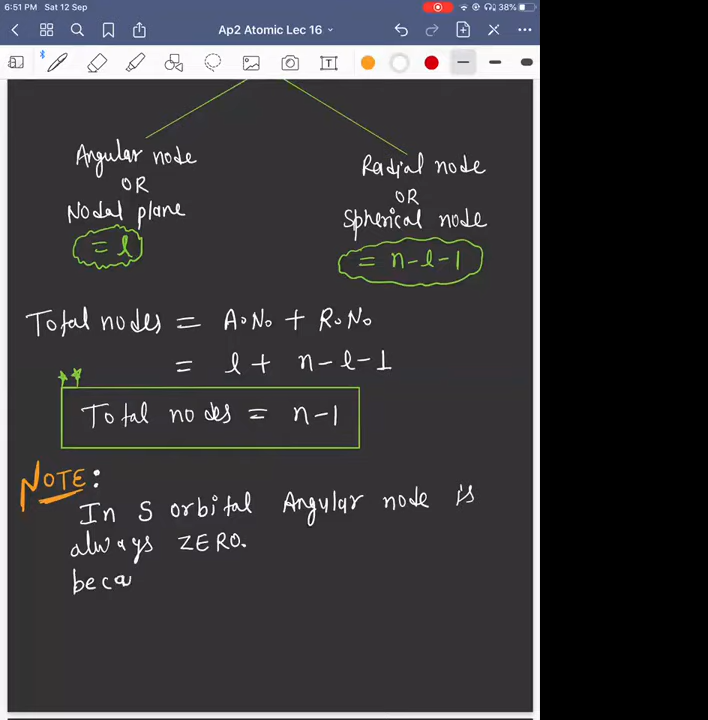 6:51 PM Sat 12 Sep
38%
Ap2 Atomic Lec 16
T
Angular node
OR
Nodal plane
= l
Radial node
OR
Spherical node
= n-l-1
Total nodes = A.No + R.No
= l + n-l-1
Total nodes = n-1
NOTE:
In S orbital Angular node is
always ZERO.
beca